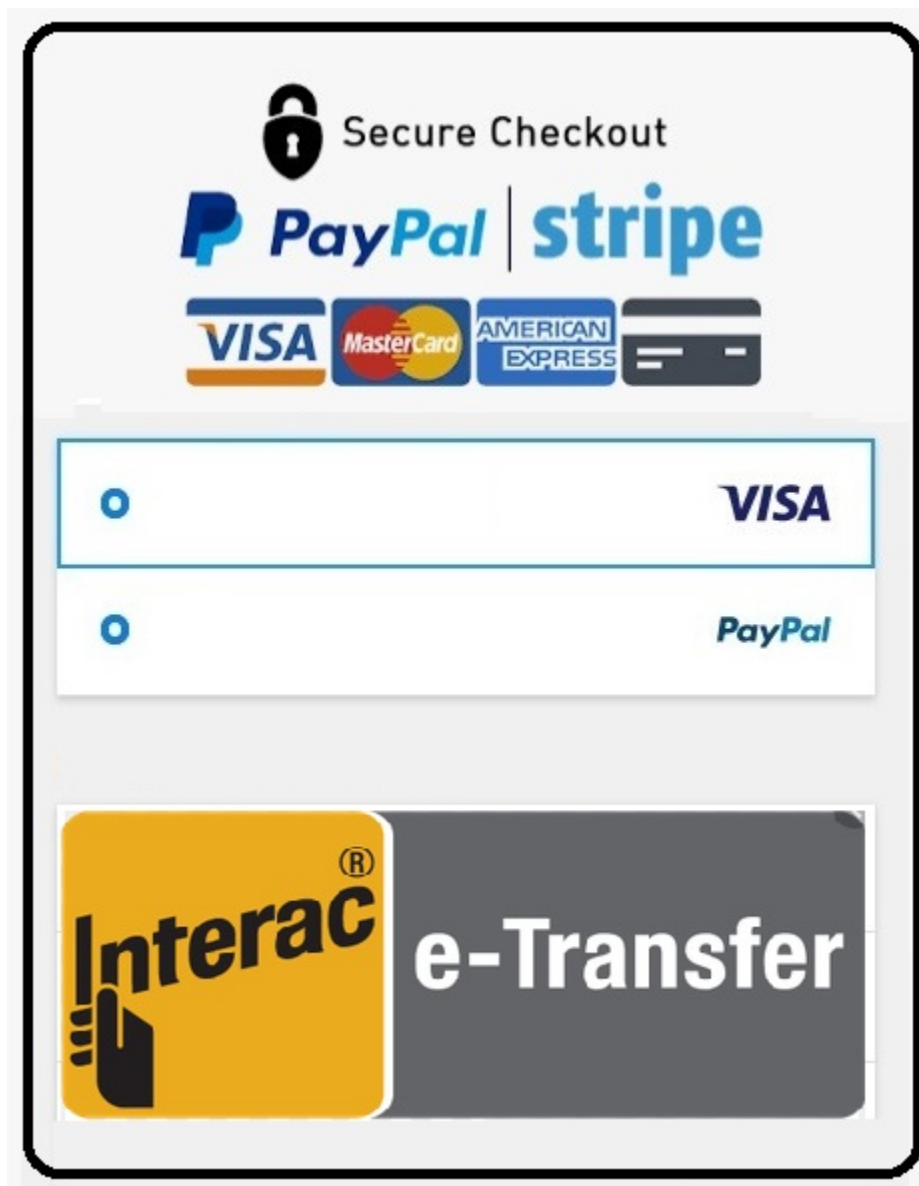 Secure Checkout
PayPal stripe
VISA MasterCard AMERICAN EXPRESS
VISA
PayPal
Interac® e-Transfer